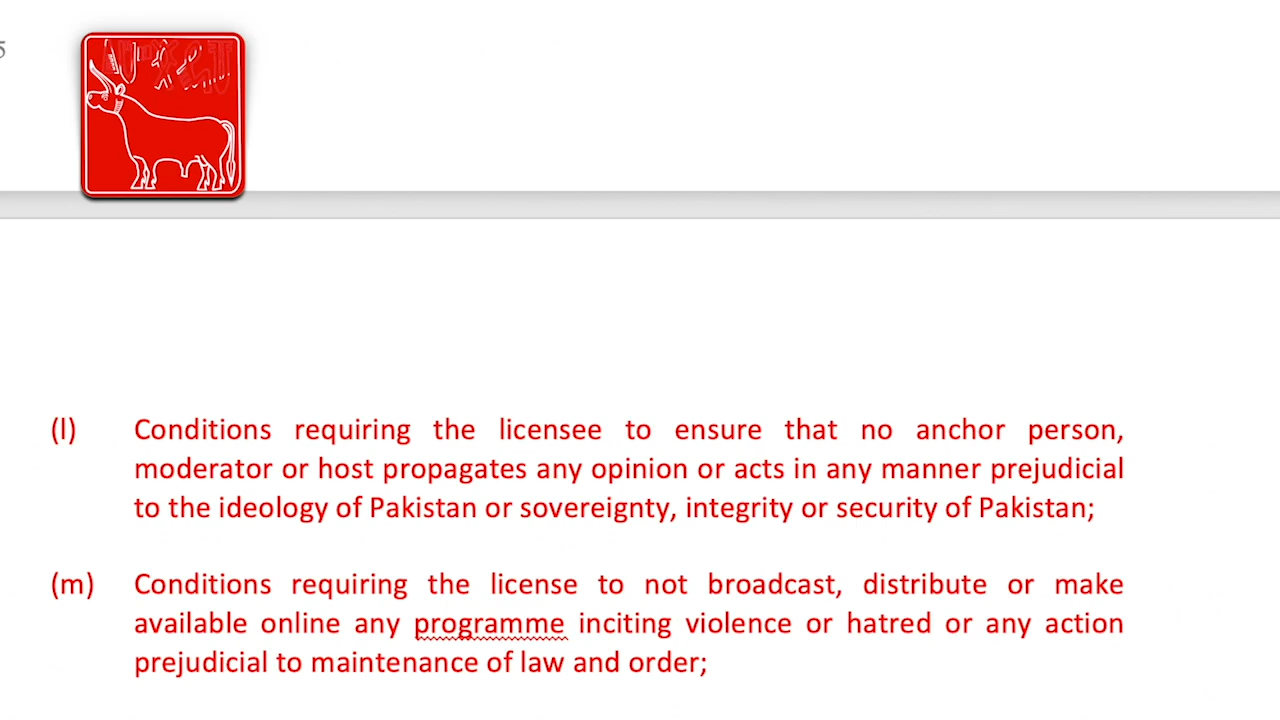 5
(l) Conditions requiring the licensee to ensure that no anchor person,
moderator or host propagates any opinion or acts in any manner prejudicial
to the ideology of Pakistan or sovereignty, integrity or security of Pakistan;
(m) Conditions requiring the license to not broadcast, distribute or make
available online any programme inciting violence or hatred or any action
prejudicial to maintenance of law and order;